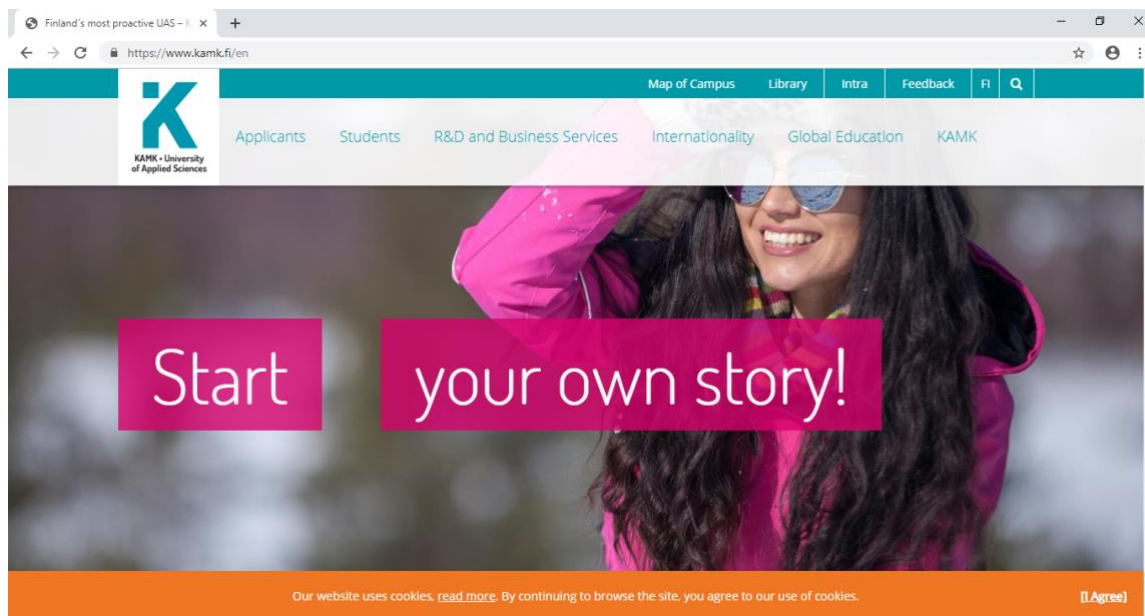 Finland´s most proactive UAS – K
https://www.kamk.fi/en
Map of Campus Library Intra Feedback FI
KAMK • University
of Applied Sciences
Applicants Students R&D and Business Services Internationality Global Education KAMK
Start your own story!
Our website uses cookies, read more. By continuing to browse the site, you agree to our use of cookies. [I Agree]